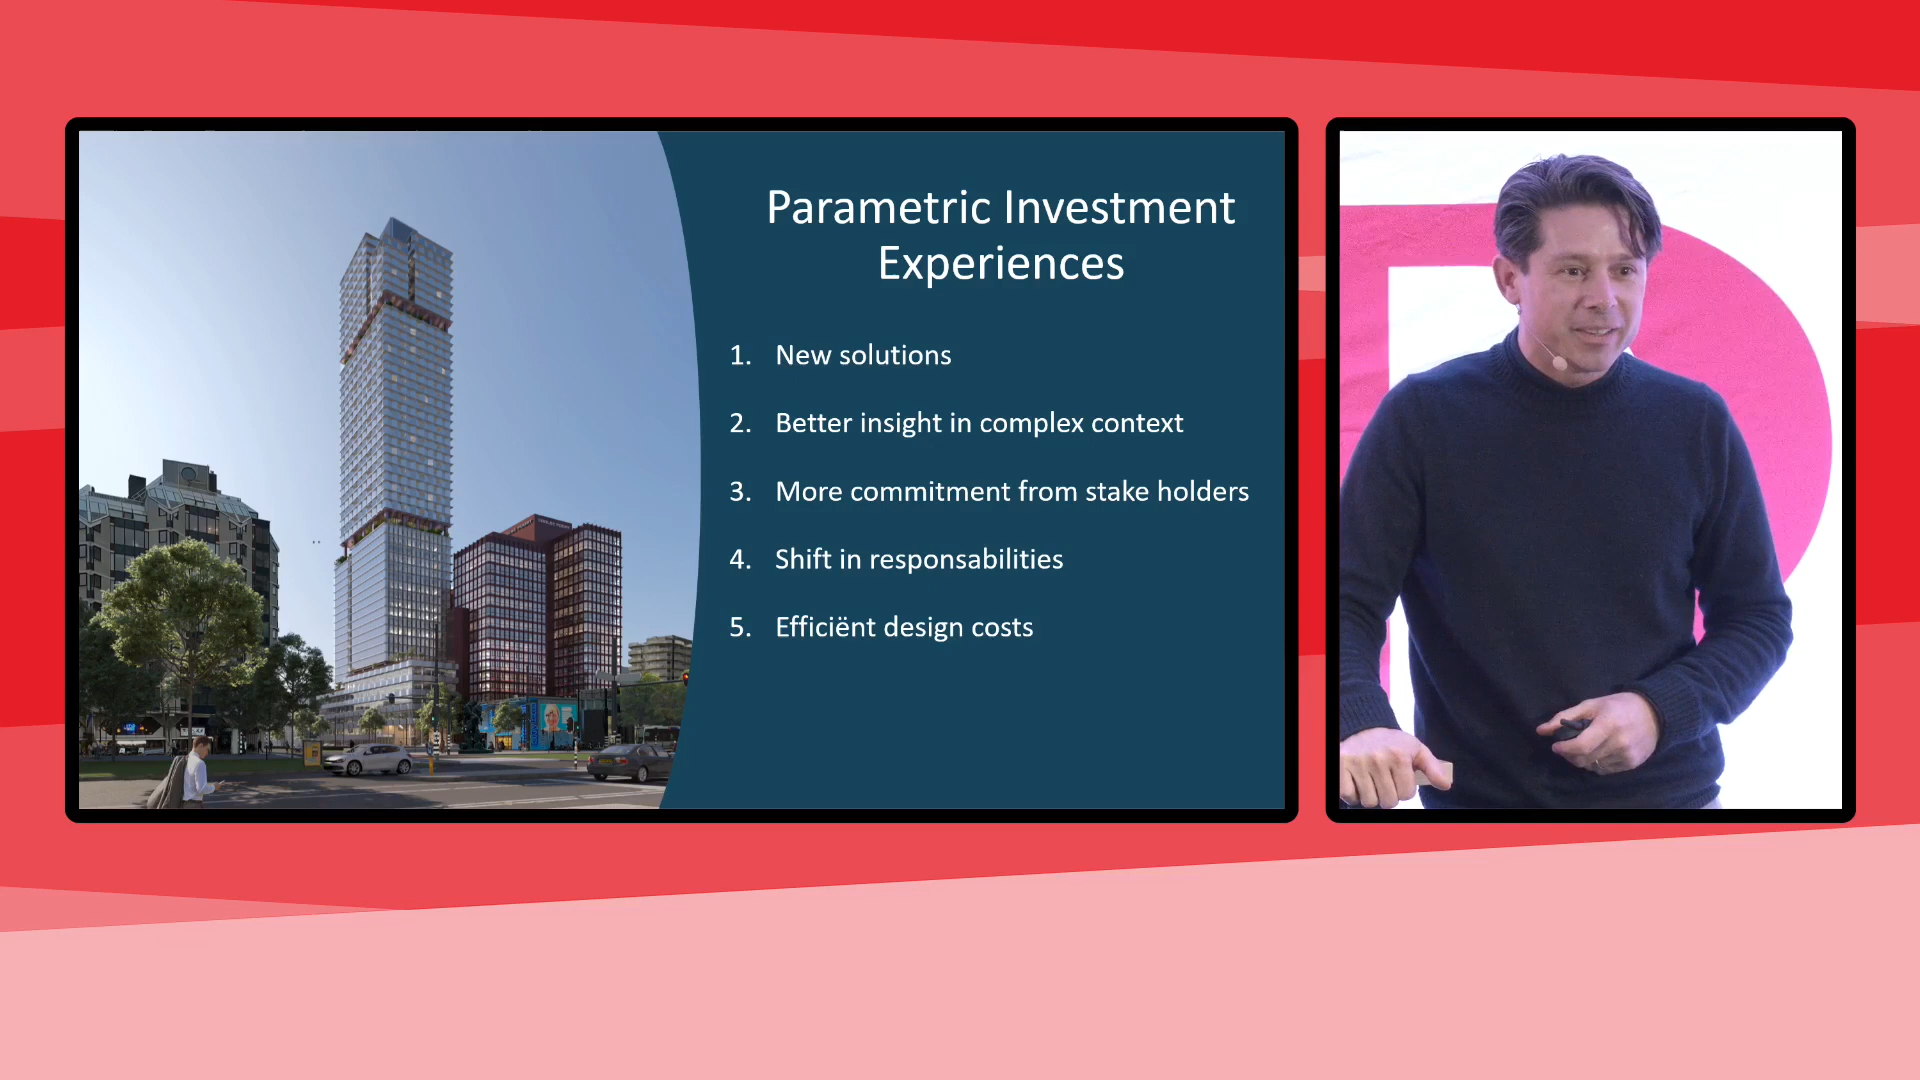 Parametric Investment
Experiences
1. New solutions
2. Better insight in complex context
3. More commitment from stake holders
4. Shift in responsabilities
5. Efficiënt design costs